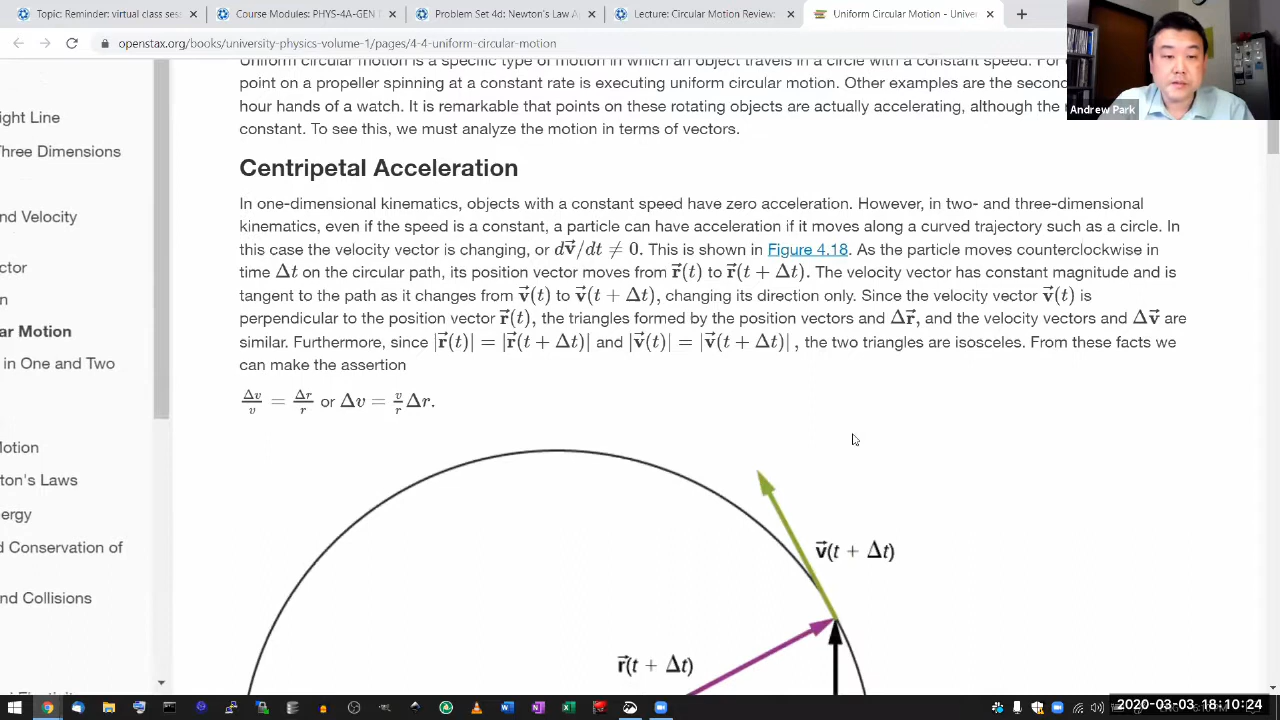 Topic: Reminder: virtual class ses
Course Modules: PHYS-4A-GEN D
Problem Set 4d: Newton's Law A
Lecture: Circular Motion Review:
Uniform Circular Motion - Univer
openstax.org/books/university-physics-volume-1/pages/4-4-uniform-circular-motion
Andrew Park
ight Line
Three Dimensions
nd Velocity
ctor
n
ar Motion
in One and Two
Motion
ton's Laws
ergy
d Conservation of
nd Collisions
Uniform circular motion is a specific type of motion in which an object travels in a circle with a constant speed. For
point on a propeller spinning at a constant rate is executing uniform circular motion. Other examples are the second
hour hands of a watch. It is remarkable that points on these rotating objects are actually accelerating, although the
constant. To see this, we must analyze the motion in terms of vectors.
Centripetal Acceleration
In one-dimensional kinematics, objects with a constant speed have zero acceleration. However, in two- and three-dimensional
kinematics, even if the speed is a constant, a particle can have acceleration if it moves along a curved trajectory such as a circle. In
this case the velocity vector is changing, or dv⃗/dt ≠ 0. This is shown in Figure 4.18. As the particle moves counterclockwise in
time Δt on the circular path, its position vector moves from r⃗(t) to r⃗(t + Δt). The velocity vector has constant magnitude and is
tangent to the path as it changes from v⃗(t) to v⃗(t + Δt), changing its direction only. Since the velocity vector v⃗(t) is
perpendicular to the position vector r⃗(t), the triangles formed by the position vectors and Δr⃗, and the velocity vectors and Δv⃗ are
similar. Furthermore, since |r⃗(t)| = |r⃗(t + Δt)| and |v⃗(t)| = |v⃗(t + Δt)|, the two triangles are isosceles. From these facts we
can make the assertion
Δv/v = Δr/r or Δv = v/r Δr.
v⃗(t + Δt)
r⃗(t + Δt)
2020-03-03 18:10:24